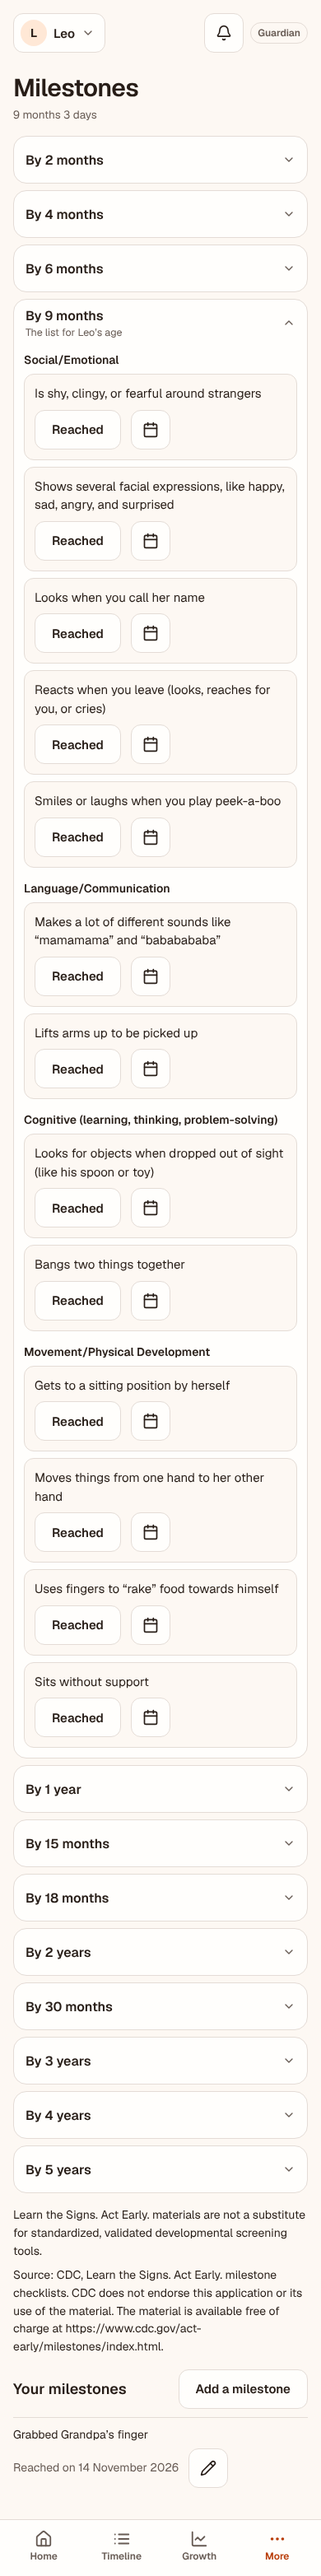 L Leo Guardian
Milestones
9 months 3 days
By 2 months
By 4 months
By 6 months
By 9 months
The list for Leo's age
Social/Emotional
Is shy, clingy, or fearful around strangers
Reached
Shows several facial expressions, like happy,
sad, angry, and surprised
Reached
Looks when you call her name
Reached
Reacts when you leave (looks, reaches for
you, or cries)
Reached
Smiles or laughs when you play peek-a-boo
Reached
Language/Communication
Makes a lot of different sounds like
“mamamama” and “babababababa”
Reached
Lifts arms up to be picked up
Reached
Cognitive (learning, thinking, problem-solving)
Looks for objects when dropped out of sight
(like his spoon or toy)
Reached
Bangs two things together
Reached
Movement/Physical Development
Gets to a sitting position by herself
Reached
Moves things from one hand to her other
hand
Reached
Uses fingers to “rake” food towards himself
Reached
Sits without support
Reached
By 1 year
By 15 months
By 18 months
By 2 years
By 30 months
By 3 years
By 4 years
By 5 years
Learn the Signs. Act Early. materials are not a substitute
for standardized, validated developmental screening
tools.
Source: CDC, Learn the Signs. Act Early. milestone
checklists. CDC does not endorse this application or its
use of the material. The material is available free of
charge at https://www.cdc.gov/act-
early/milestones/index.html.
Your milestones Add a milestone
Grabbed Grandpa's finger
Reached on 14 November 2026
Home Timeline Growth More